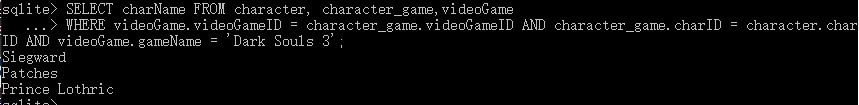 sqlite> SELECT charName FROM character, character_game,videoGame
   ...> WHERE videoGame.videoGameID = character_game.videoGameID AND character_game.charID = character.char
ID AND videoGame.gameName = 'Dark Souls 3';
Siegward
Patches
Prince Lothric
sqlite>